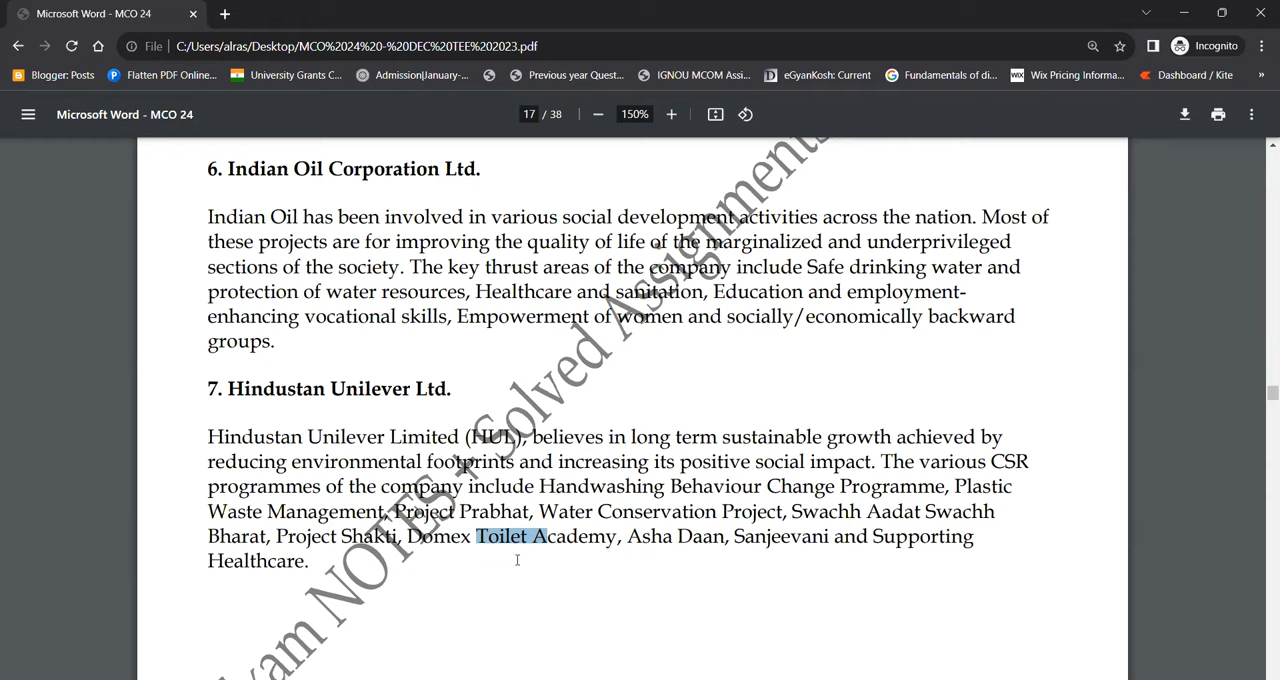 Microsoft Word - MCO 24
File
C:/Users/alras/Desktop/MCO%2024%20-%20DEC%20TEE%202023.pdf
Incognito
Blogger: Posts
Flatten PDF Online...
University Grants C...
Admission|January-...
Previous year Quest...
IGNOU MCOM Assi...
eGyanKosh: Current
Fundamentals of di...
WIX
Wix Pricing Informa...
Dashboard / Kite
»
Microsoft Word - MCO 24
17 / 38
150%
6. Indian Oil Corporation Ltd.
Indian Oil has been involved in various social development activities across the nation. Most of
these projects are for improving the quality of life of the marginalized and underprivileged
sections of the society. The key thrust areas of the company include Safe drinking water and
protection of water resources, Healthcare and sanitation, Education and employment-
enhancing vocational skills, Empowerment of women and socially/economically backward
groups.
7. Hindustan Unilever Ltd.
Hindustan Unilever Limited (HUL), believes in long term sustainable growth achieved by
reducing environmental footprints and increasing its positive social impact. The various CSR
programmes of the company include Handwashing Behaviour Change Programme, Plastic
Waste Management, Project Prabhat, Water Conservation Project, Swachh Aadat Swachh
Bharat, Project Shakti, Domex Toilet Academy, Asha Daan, Sanjeevani and Supporting
Healthcare.
NOTES + Solved Assignments